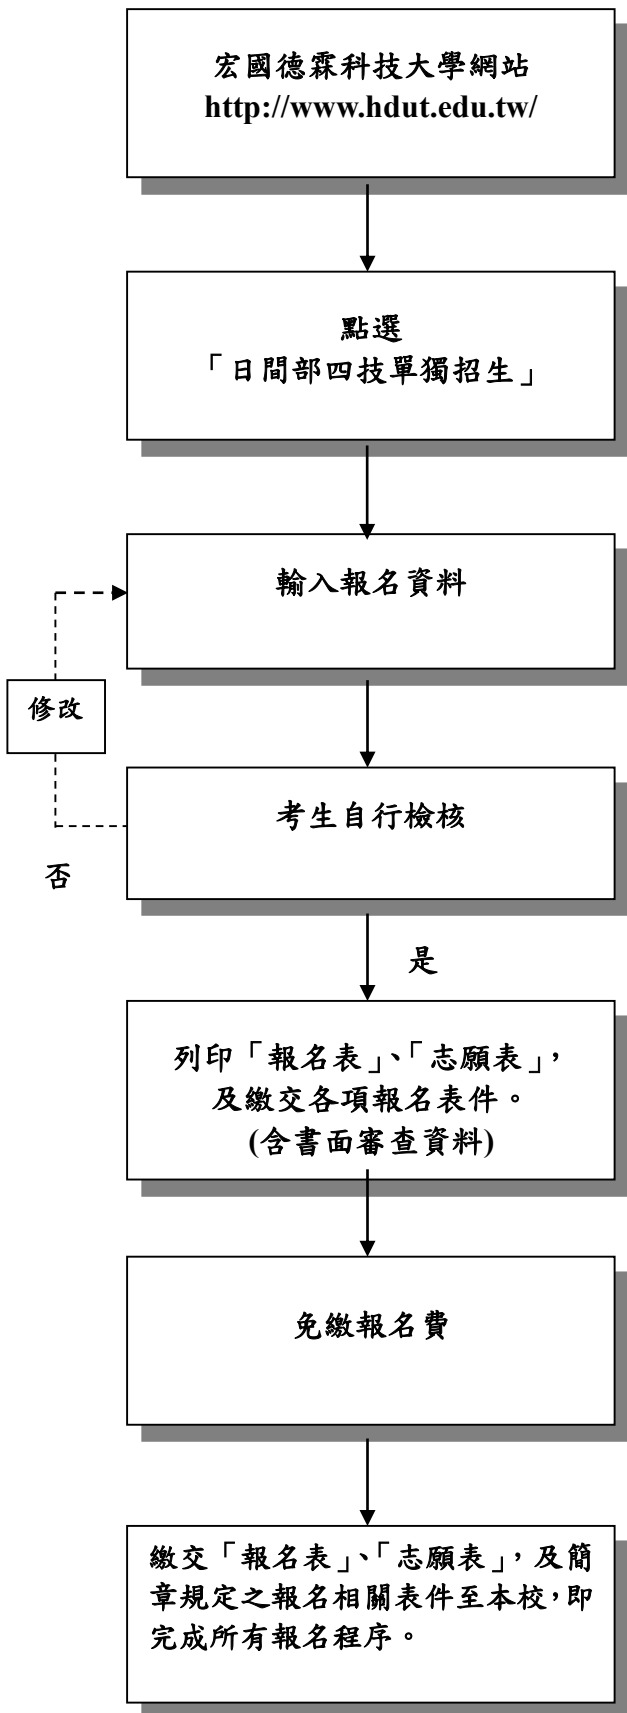 宏國德霖科技大學網站
http://www.hdut.edu.tw/
點選
「日間部四技單獨招生」
輸入報名資料
修改
考生自行檢核
否
是
列印「報名表」、「志願表」，
及繳交各項報名表件。
(含書面審查資料)
免繳報名費
繳交「報名表」、「志願表」，及簡
章規定之報名相關表件至本校，即
完成所有報名程序。